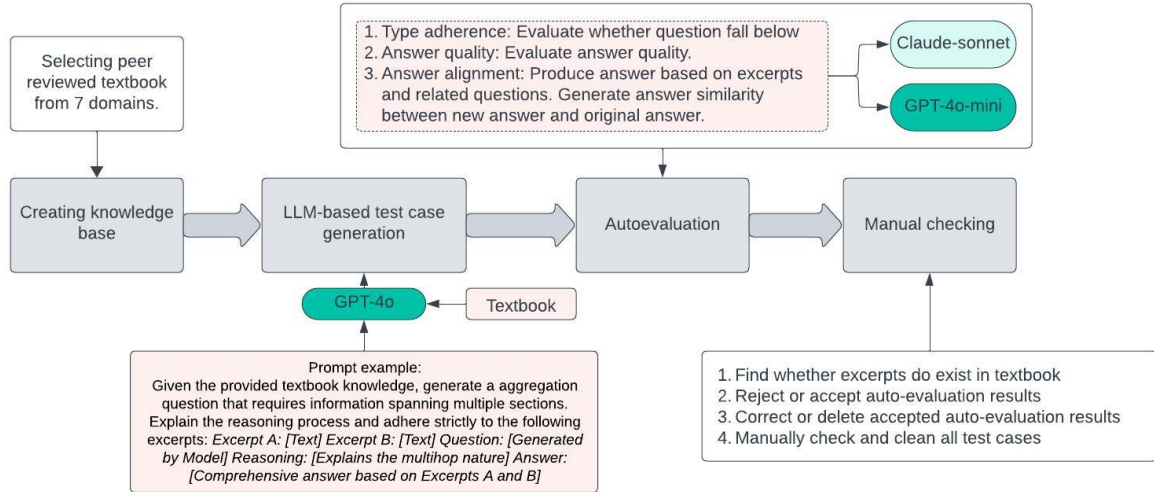 Selecting peer
reviewed textbook
from 7 domains.
1. Type adherence: Evaluate whether question fall below
2. Answer quality: Evaluate answer quality.
3. Answer alignment: Produce answer based on excerpts
and related questions. Generate answer similarity
between new answer and original answer.
Claude-sonnet
GPT-4o-mini
Creating knowledge
base
LLM-based test case
generation
Autoevaluation
Manual checking
GPT-4o
Textbook
Prompt example:
Given the provided textbook knowledge, generate a aggregation
question that requires information spanning multiple sections.
Explain the reasoning process and adhere strictly to the following
excerpts: Excerpt A: [Text] Excerpt B: [Text] Question: [Generated
by Model] Reasoning: [Explains the multihop nature] Answer:
[Comprehensive answer based on Excerpts A and B]
1. Find whether excerpts do exist in textbook
2. Reject or accept auto-evaluation results
3. Correct or delete accepted auto-evaluation results
4. Manually check and clean all test cases